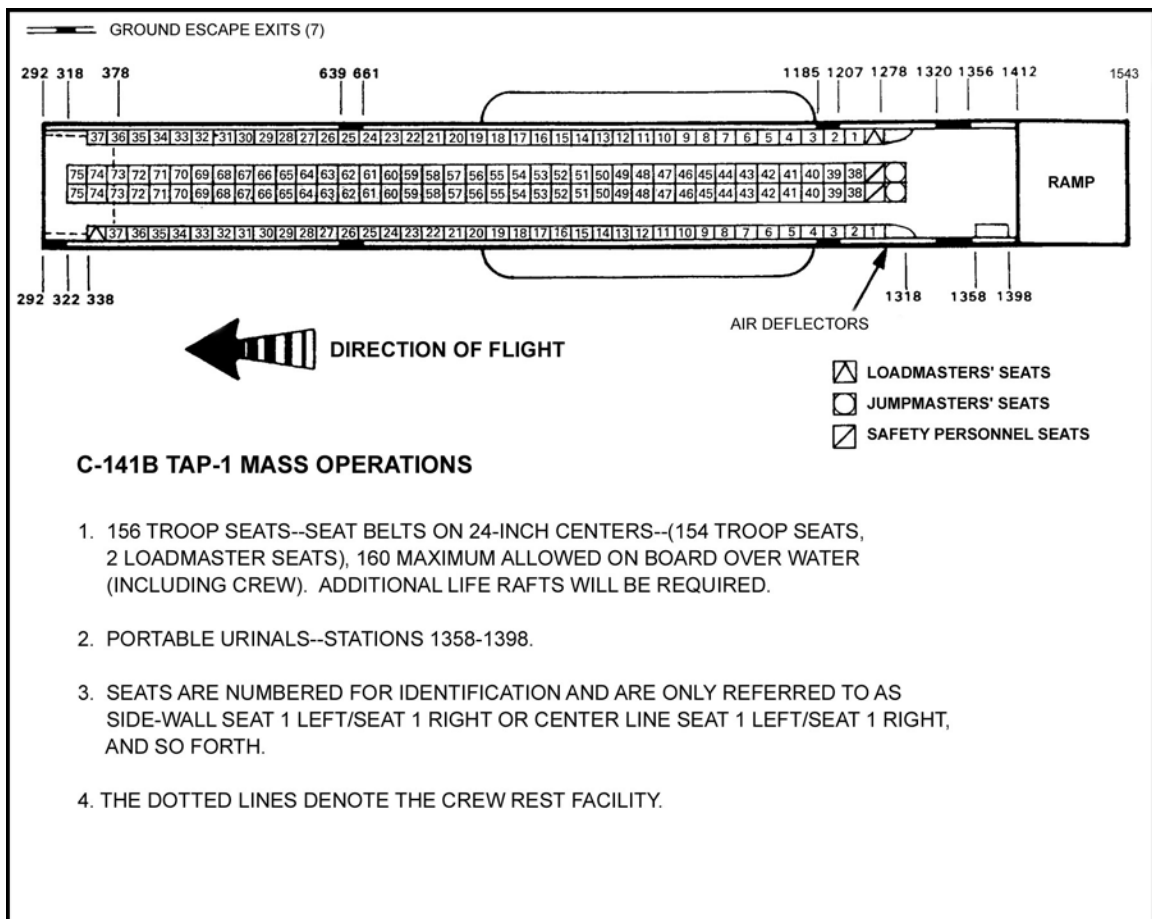 GROUND ESCAPE EXITS (7)
292 318 378 639 661 1185 1207 1278 1320 1356 1412 1543
37 36 35 34 33 32 31 30 29 28 27 26 25 24 23 22 21 20 19 18 17 16 15 14 13 12 11 10 9 8 7 6 5 4 3 2 1
75 74 73 72 71 70 69 68 67 66 65 64 63 62 61 60 59 58 57 56 55 54 53 52 51 50 49 48 47 46 45 44 43 42 41 40 39 38
75 74 73 72 71 70 69 68 67 66 65 64 63 62 61 60 59 58 57 56 55 54 53 52 51 50 49 48 47 46 45 44 43 42 41 40 39 38
RAMP
37 36 35 34 33 32 31 30 29 28 27 26 25 24 23 22 21 20 19 18 17 16 15 14 13 12 11 10 9 8 7 6 5 4 3 2 1
292 322 338 1318 1358 1398
AIR DEFLECTORS
DIRECTION OF FLIGHT
LOADMASTERS' SEATS
JUMPMASTERS' SEATS
SAFETY PERSONNEL SEATS
C-141B TAP-1 MASS OPERATIONS
1. 156 TROOP SEATS--SEAT BELTS ON 24-INCH CENTERS--(154 TROOP SEATS,
2 LOADMASTER SEATS), 160 MAXIMUM ALLOWED ON BOARD OVER WATER
(INCLUDING CREW). ADDITIONAL LIFE RAFTS WILL BE REQUIRED.
2. PORTABLE URINALS--STATIONS 1358-1398.
3. SEATS ARE NUMBERED FOR IDENTIFICATION AND ARE ONLY REFERRED TO AS
SIDE-WALL SEAT 1 LEFT/SEAT 1 RIGHT OR CENTER LINE SEAT 1 LEFT/SEAT 1 RIGHT,
AND SO FORTH.
4. THE DOTTED LINES DENOTE THE CREW REST FACILITY.